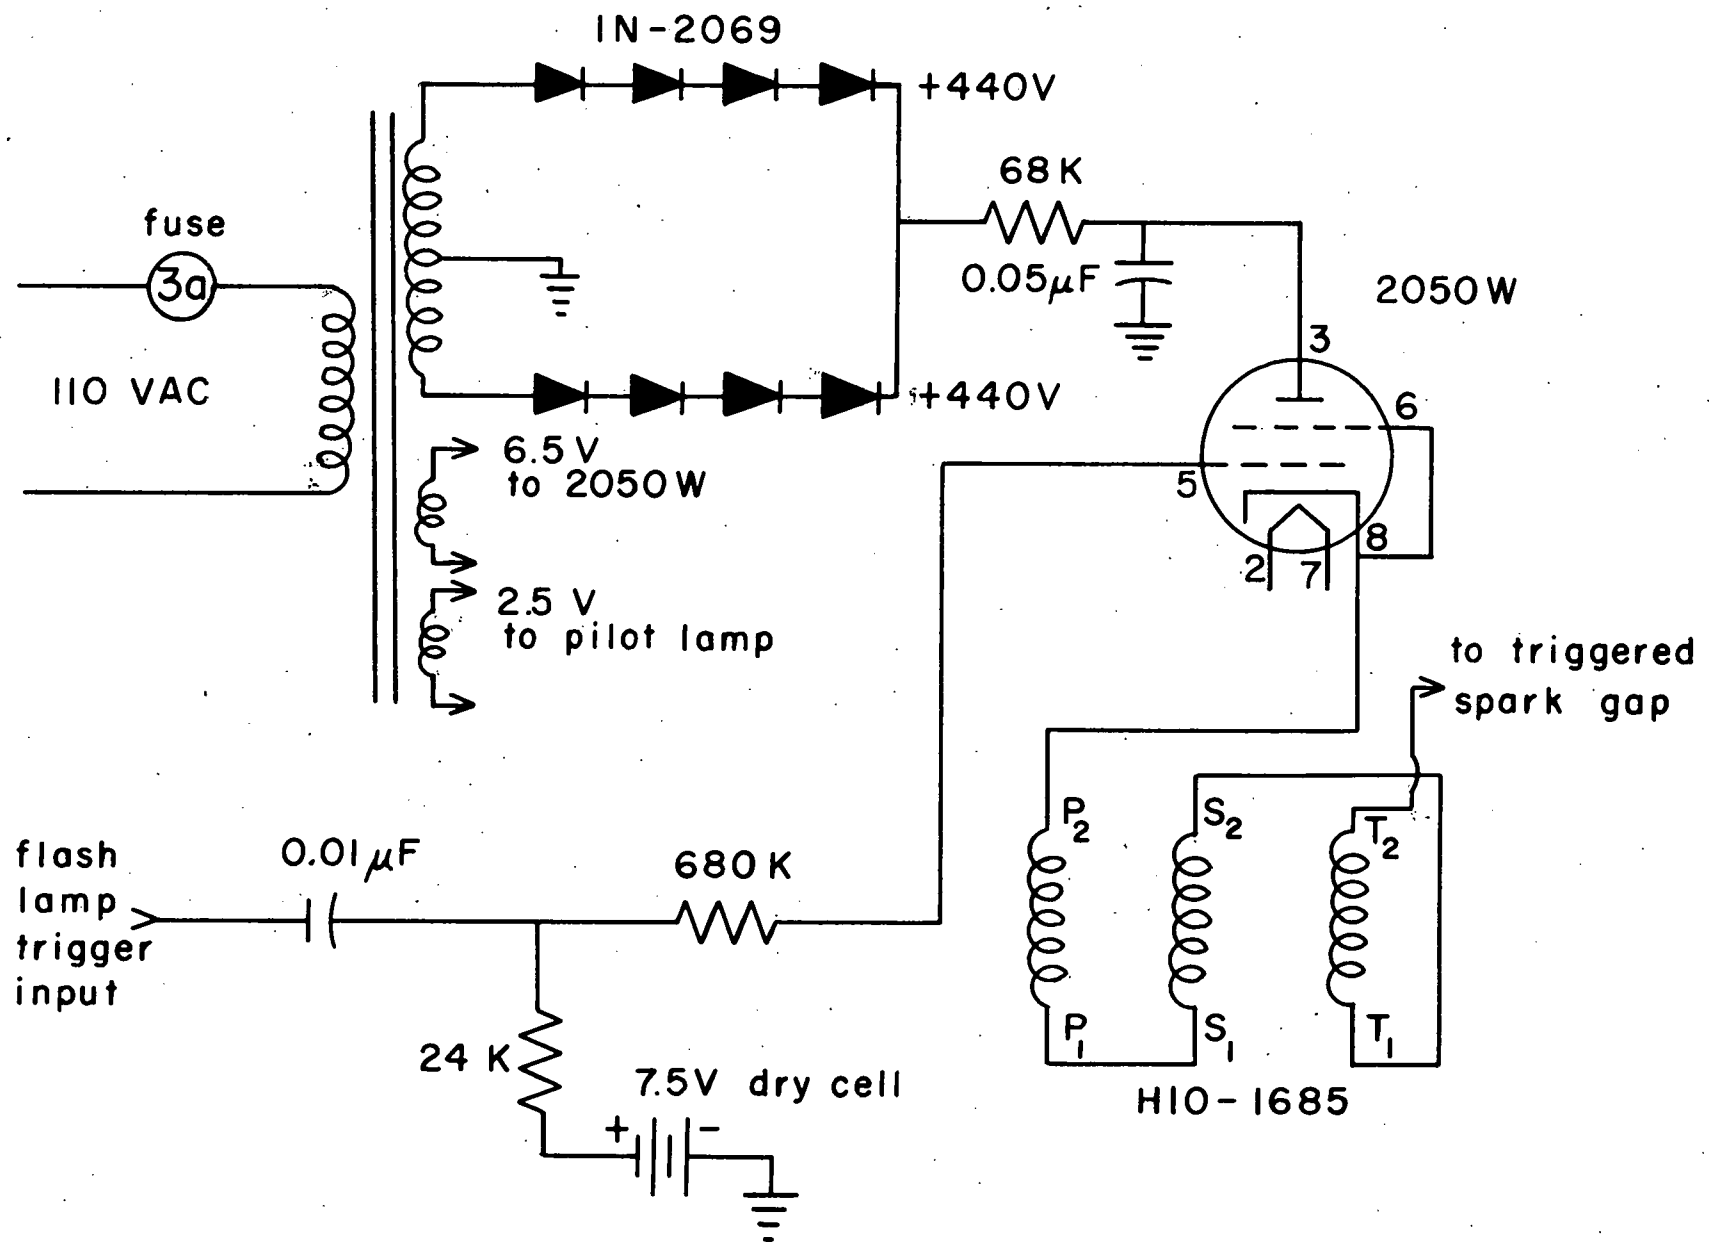 IN-2069
+440V
68K
fuse
3a
0.05μF
2050W
3
110 VAC
+440V
6
6.5 V
to 2050W
5
8
2
7
2.5 V
to pilot lamp
to triggered
spark gap
P2
S2
T2
flash
lamp
trigger
input
0.01μF
680K
P1
S1
T1
24 K
7.5V dry cell
+
-
H10-1685